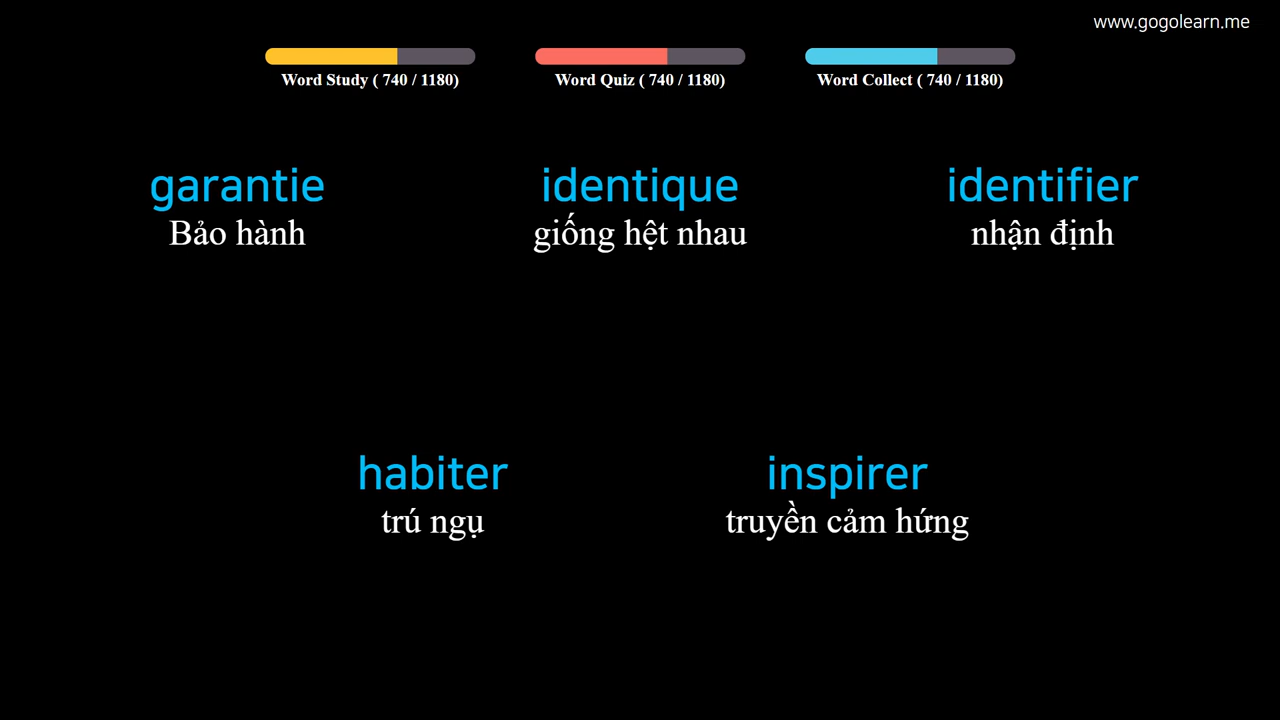 www.gogolearn.me
Word Study ( 740 / 1180)
Word Quiz ( 740 / 1180)
Word Collect ( 740 / 1180)
garantie
Bảo hành
identique
giống hệt nhau
identifier
nhận định
habiter
trú ngụ
inspirer
truyền cảm hứng